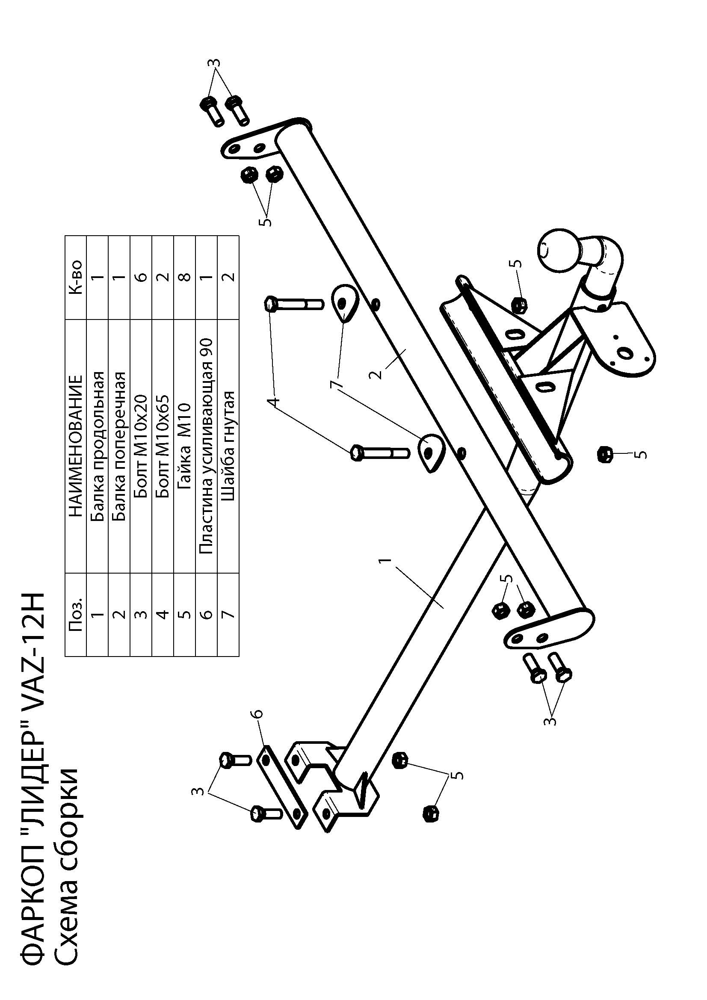 ФАРКОП "ЛИДЕР" VAZ-12H
Схема сборки
Поз. НАИМЕНОВАНИЕ К-во
1 Балка продольная 1
2 Балка поперечная 1
3 Болт М10х20 6
4 Болт М10х65 2
5 Гайка М10 8
6 Пластина усиливающая 90 1
7 Шайба гнутая 2
3
6
3
5
1
5
3
4
7
2
5
3
5
5